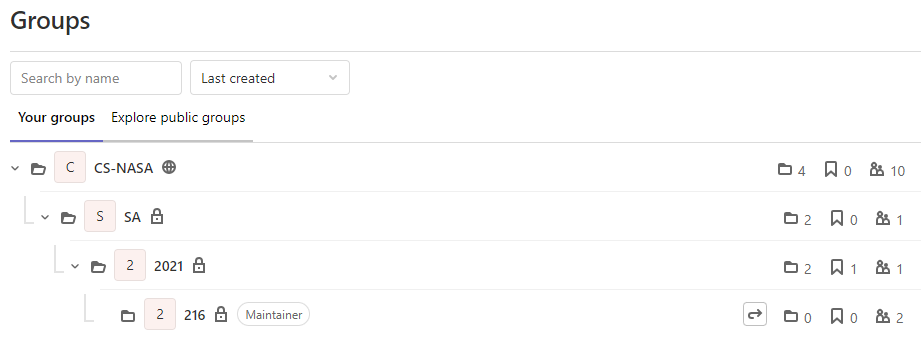 Groups
Search by name
Last created
Your groups Explore public groups
C CS-NASA 4 0 10
S SA 2 0 1
2 2021 2 1 1
2 216 Maintainer 0 0 2